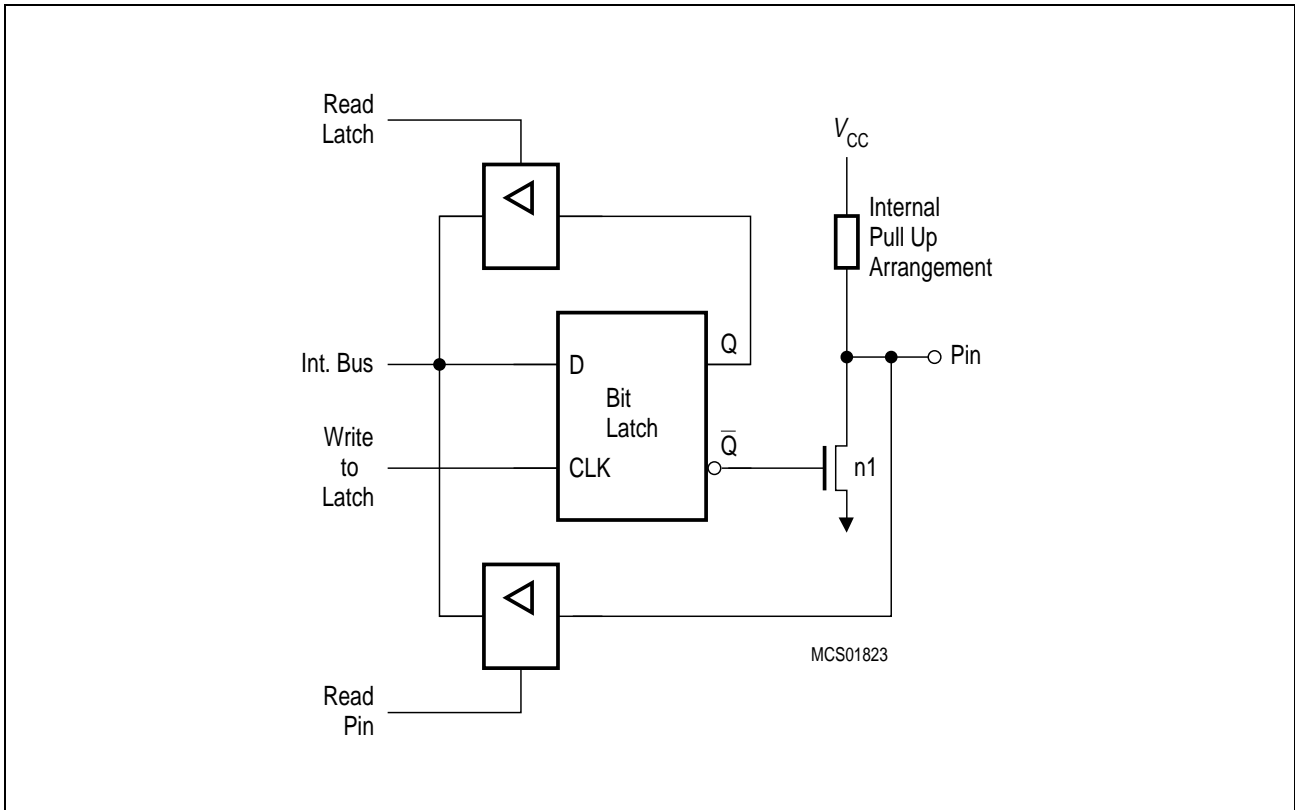 Read
Latch
V_CC
Internal
Pull Up
Arrangement
Q
Int. Bus
D
Pin
Bit
Latch
Write
to
Latch
Q̅
CLK
n1
MCS01823
Read
Pin